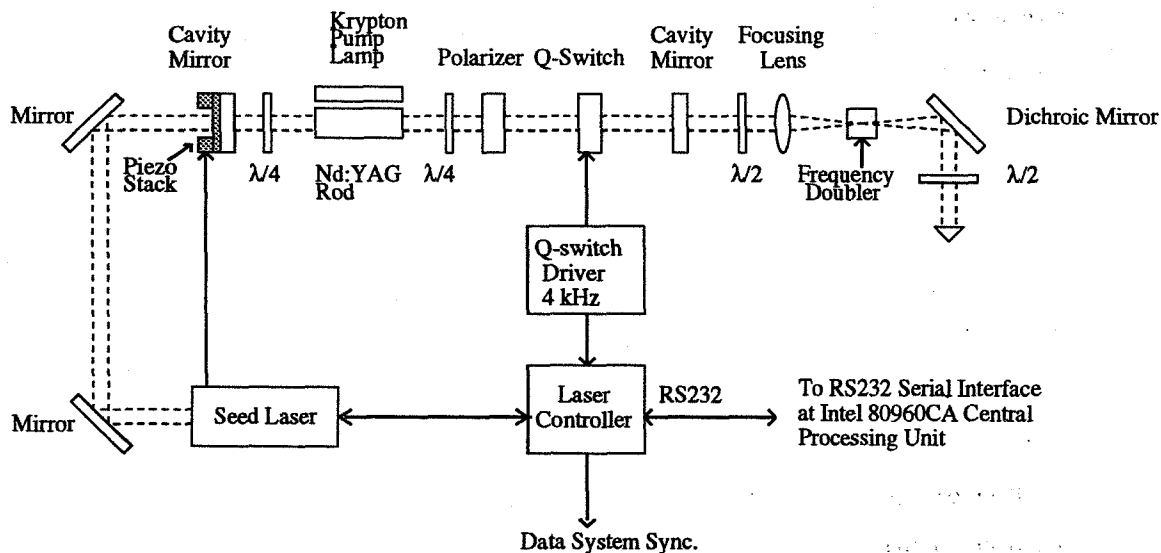 Krypton
Pump
Lamp
Cavity
Mirror
Polarizer
Q-Switch
Cavity
Mirror
Focusing
Lens
Mirror
Dichroic Mirror
Piezo
Stack
λ/4
Nd:YAG
Rod
λ/4
λ/2
Frequency
Doubler
λ/2
Q-switch
Driver
4 kHz
Mirror
Seed Laser
Laser
Controller
RS232
To RS232 Serial Interface
at Intel 80960CA Central
Processing Unit
Data System Sync.